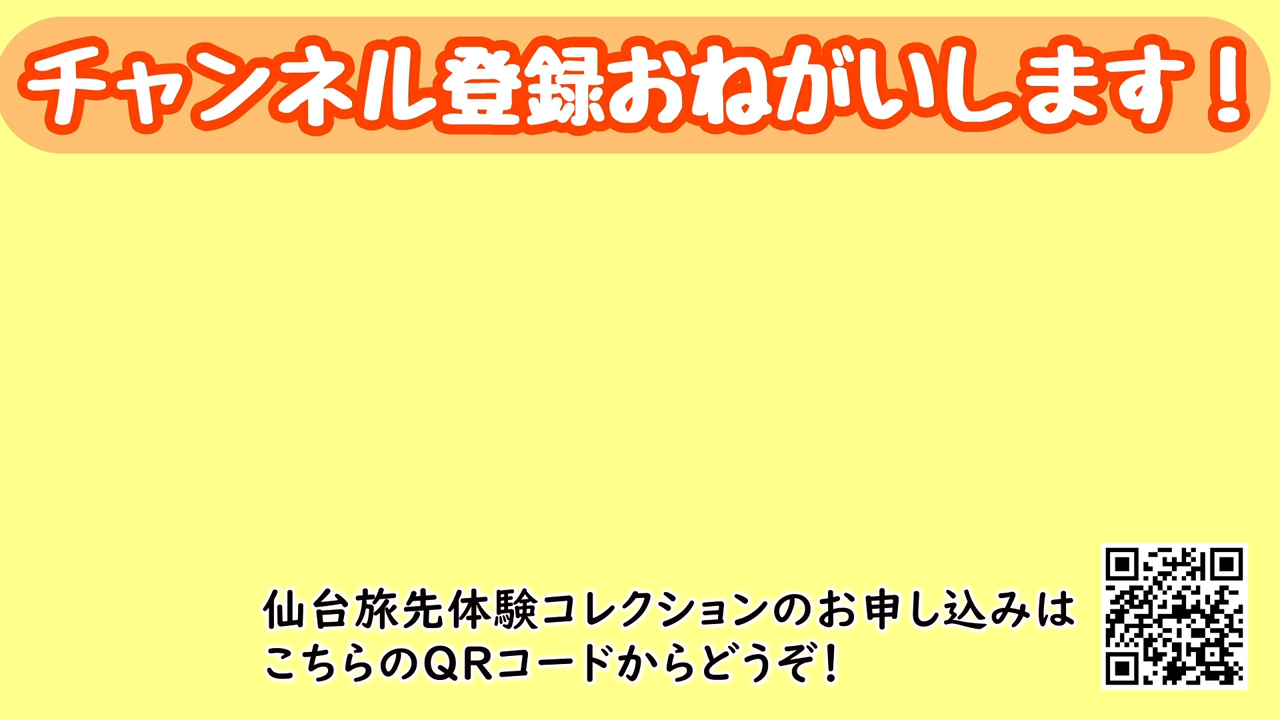 チャンネル登録おねがいします！
仙台旅先体験コレクションのお申し込みは
こちらのQRコードからどうぞ！